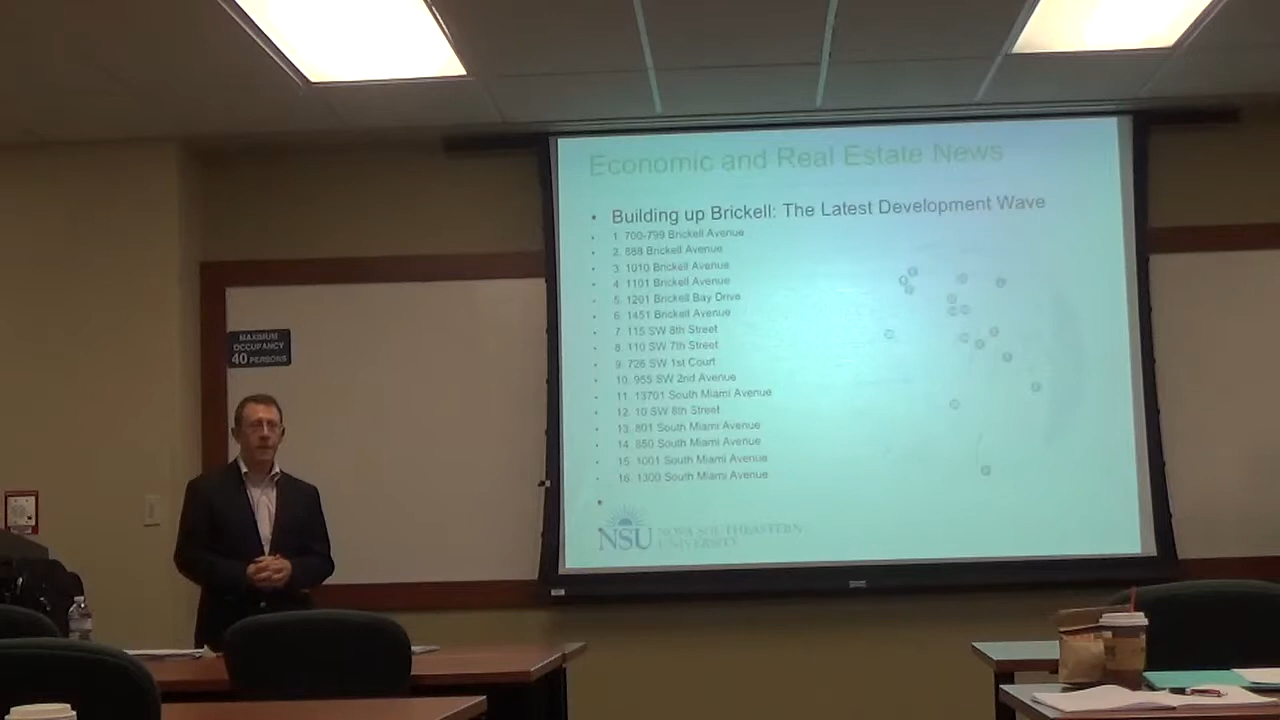 Economic and Real Estate News
• Building up Brickell: The Latest Development Wave
• 1. 700-799 Brickell Avenue
• 2. 888 Brickell Avenue
• 3. 1010 Brickell Avenue
• 4. 1101 Brickell Avenue
• 5. 1201 Brickell Bay Drive
• 6. 1451 Brickell Avenue
• 7. 115 SW 8th Street
• 8. 110 SW 7th Street
• 9. 726 SW 1st Court
• 10. 955 SW 2nd Avenue
• 11. 13701 South Miami Avenue
• 12. 10 SW 8th Street
• 13. 801 South Miami Avenue
• 14. 850 South Miami Avenue
• 15. 1001 South Miami Avenue
• 16. 1300 South Miami Avenue
NSU NOVA SOUTHEASTERN
UNIVERSITY
MAXIMUM
OCCUPANCY
40 PERSONS